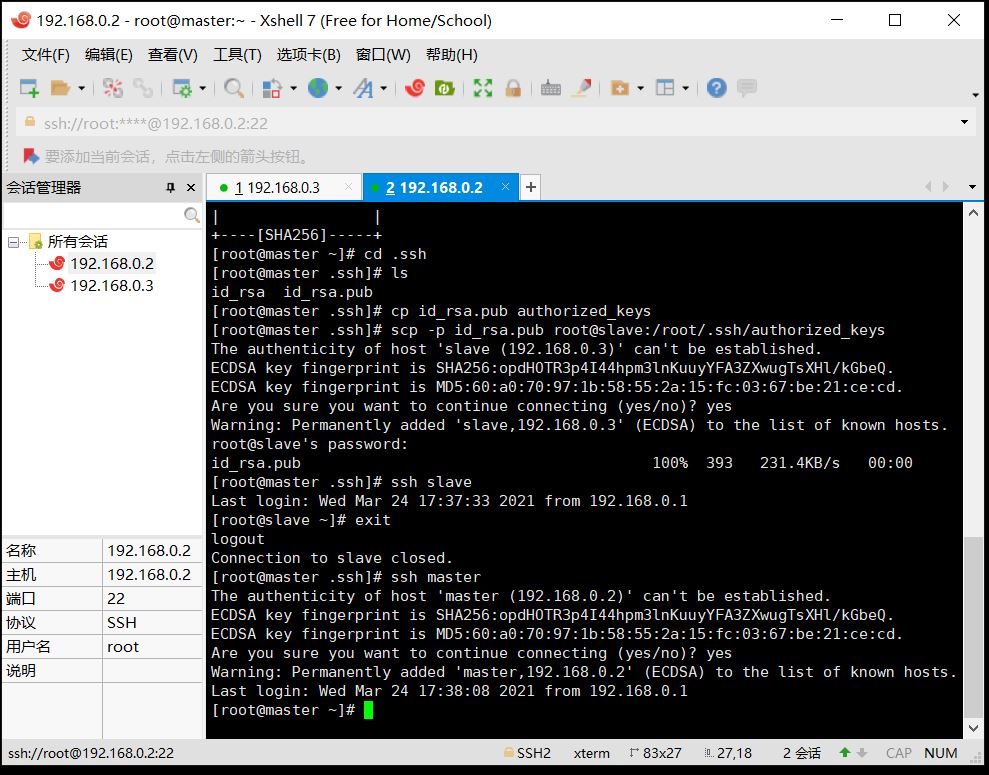 192.168.0.2 - root@master:~ - Xshell 7 (Free for Home/School)
文件(F) 编辑(E) 查看(V) 工具(T) 选项卡(B) 窗口(W) 帮助(H)
ssh://root:****@192.168.0.2:22
要添加当前会话，点击左侧的箭头按钮。
会话管理器
1 192.168.0.3
2 192.168.0.2
所有会话
192.168.0.2
192.168.0.3
名称 192.168.0.2
主机 192.168.0.2
端口 22
协议 SSH
用户名 root
说明
|                 |
+----[SHA256]-----+
[root@master ~]# cd .ssh
[root@master .ssh]# ls
id_rsa  id_rsa.pub
[root@master .ssh]# cp id_rsa.pub authorized_keys
[root@master .ssh]# scp -p id_rsa.pub root@slave:/root/.ssh/authorized_keys
The authenticity of host 'slave (192.168.0.3)' can't be established.
ECDSA key fingerprint is SHA256:opdHOTR3p4I44hpm3lnKuuyYFA3ZXwugTsXHl/kGbeQ.
ECDSA key fingerprint is MD5:60:a0:70:97:1b:58:55:2a:15:fc:03:67:be:21:ce:cd.
Are you sure you want to continue connecting (yes/no)? yes
Warning: Permanently added 'slave,192.168.0.3' (ECDSA) to the list of known hosts.
root@slave's password:
id_rsa.pub                                       100%  393   231.4KB/s   00:00
[root@master .ssh]# ssh slave
Last login: Wed Mar 24 17:37:33 2021 from 192.168.0.1
[root@slave ~]# exit
logout
Connection to slave closed.
[root@master .ssh]# ssh master
The authenticity of host 'master (192.168.0.2)' can't be established.
ECDSA key fingerprint is SHA256:opdHOTR3p4I44hpm3lnKuuyYFA3ZXwugTsXHl/kGbeQ.
ECDSA key fingerprint is MD5:60:a0:70:97:1b:58:55:2a:15:fc:03:67:be:21:ce:cd.
Are you sure you want to continue connecting (yes/no)? yes
Warning: Permanently added 'master,192.168.0.2' (ECDSA) to the list of known hosts.
Last login: Wed Mar 24 17:38:08 2021 from 192.168.0.1
[root@master ~]#
ssh://root@192.168.0.2:22 SSH2 xterm 83x27 27,18 2 会话 CAP NUM